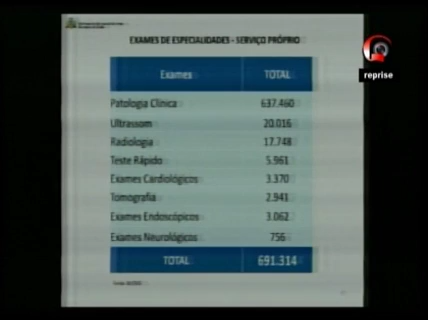 EXAMES DE ESPECIALIDADES - SERVIÇO PRÓPRIO
Exames TOTAL
Patologia Clínica 637.460
Ultrassom 20.016
Radiologia 17.748
Teste Rápido 5.961
Exames Cardiológicos 3.370
Tomografia 2.941
Exames Endoscópicos 3.062
Exames Neurológicos 756
TOTAL 691.314
reprise